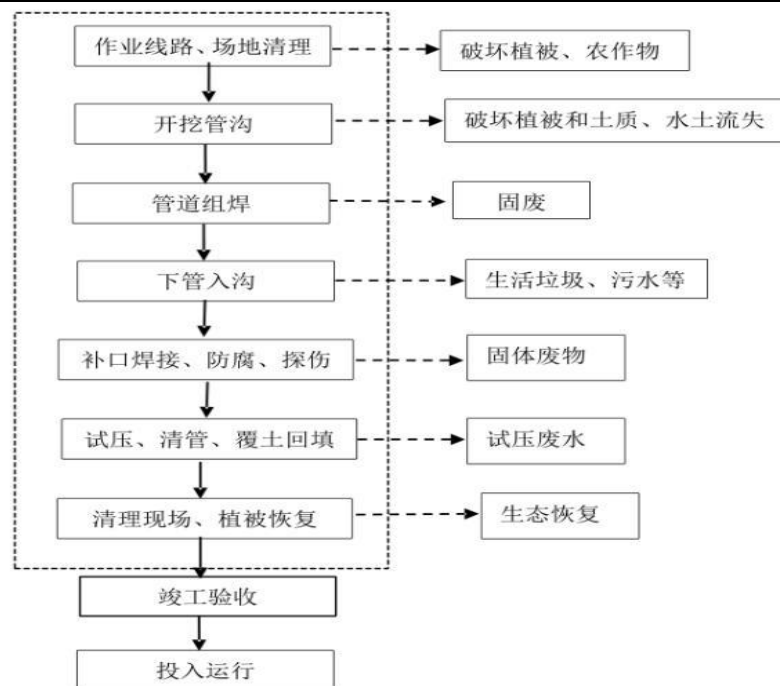 作业线路、场地清理
破坏植被、农作物
开挖管沟
破坏植被和土质、水土流失
管道组焊
固废
下管入沟
生活垃圾、污水等
补口焊接、防腐、探伤
固体废物
试压、清管、覆土回填
试压废水
清理现场、植被恢复
生态恢复
竣工验收
投入运行